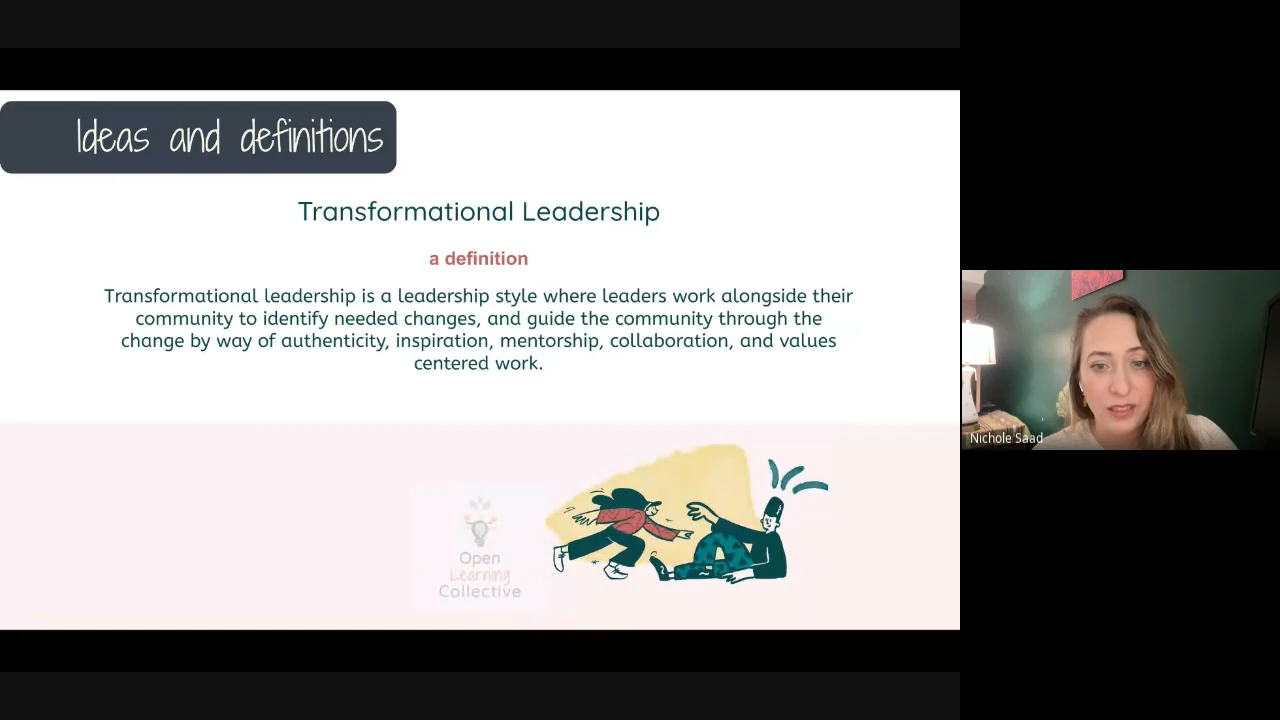 Ideas and definitions
Transformational Leadership
a definition
Transformational leadership is a leadership style where leaders work alongside their
community to identify needed changes, and guide the community through the
change by way of authenticity, inspiration, mentorship, collaboration, and values
centered work.
Open
Learning
Collective
Nichole Saad